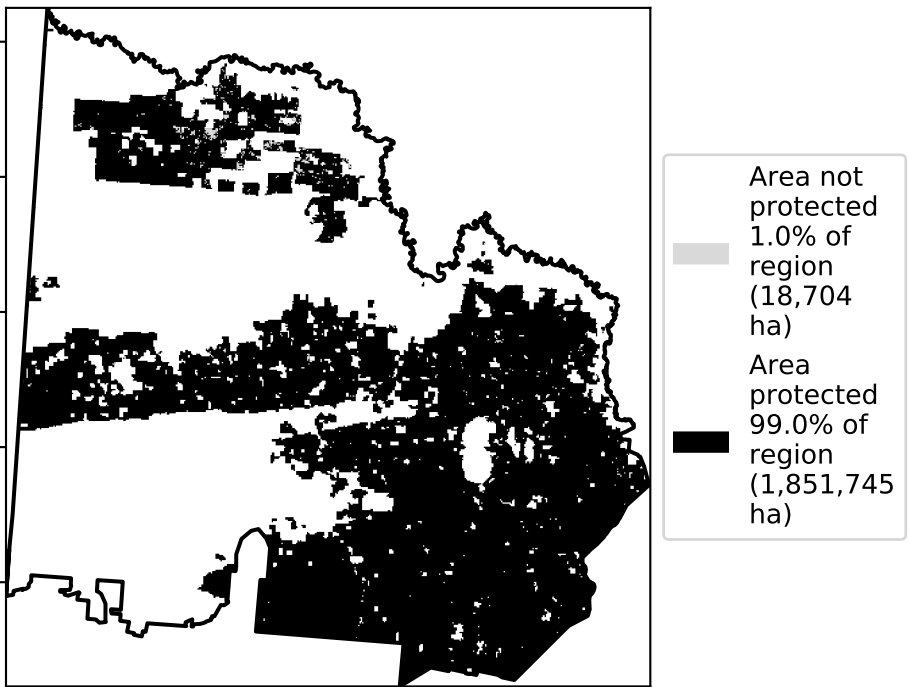 Area not
protected
1.0% of
region
(18,704
ha)
Area
protected
99.0% of
region
(1,851,745
ha)